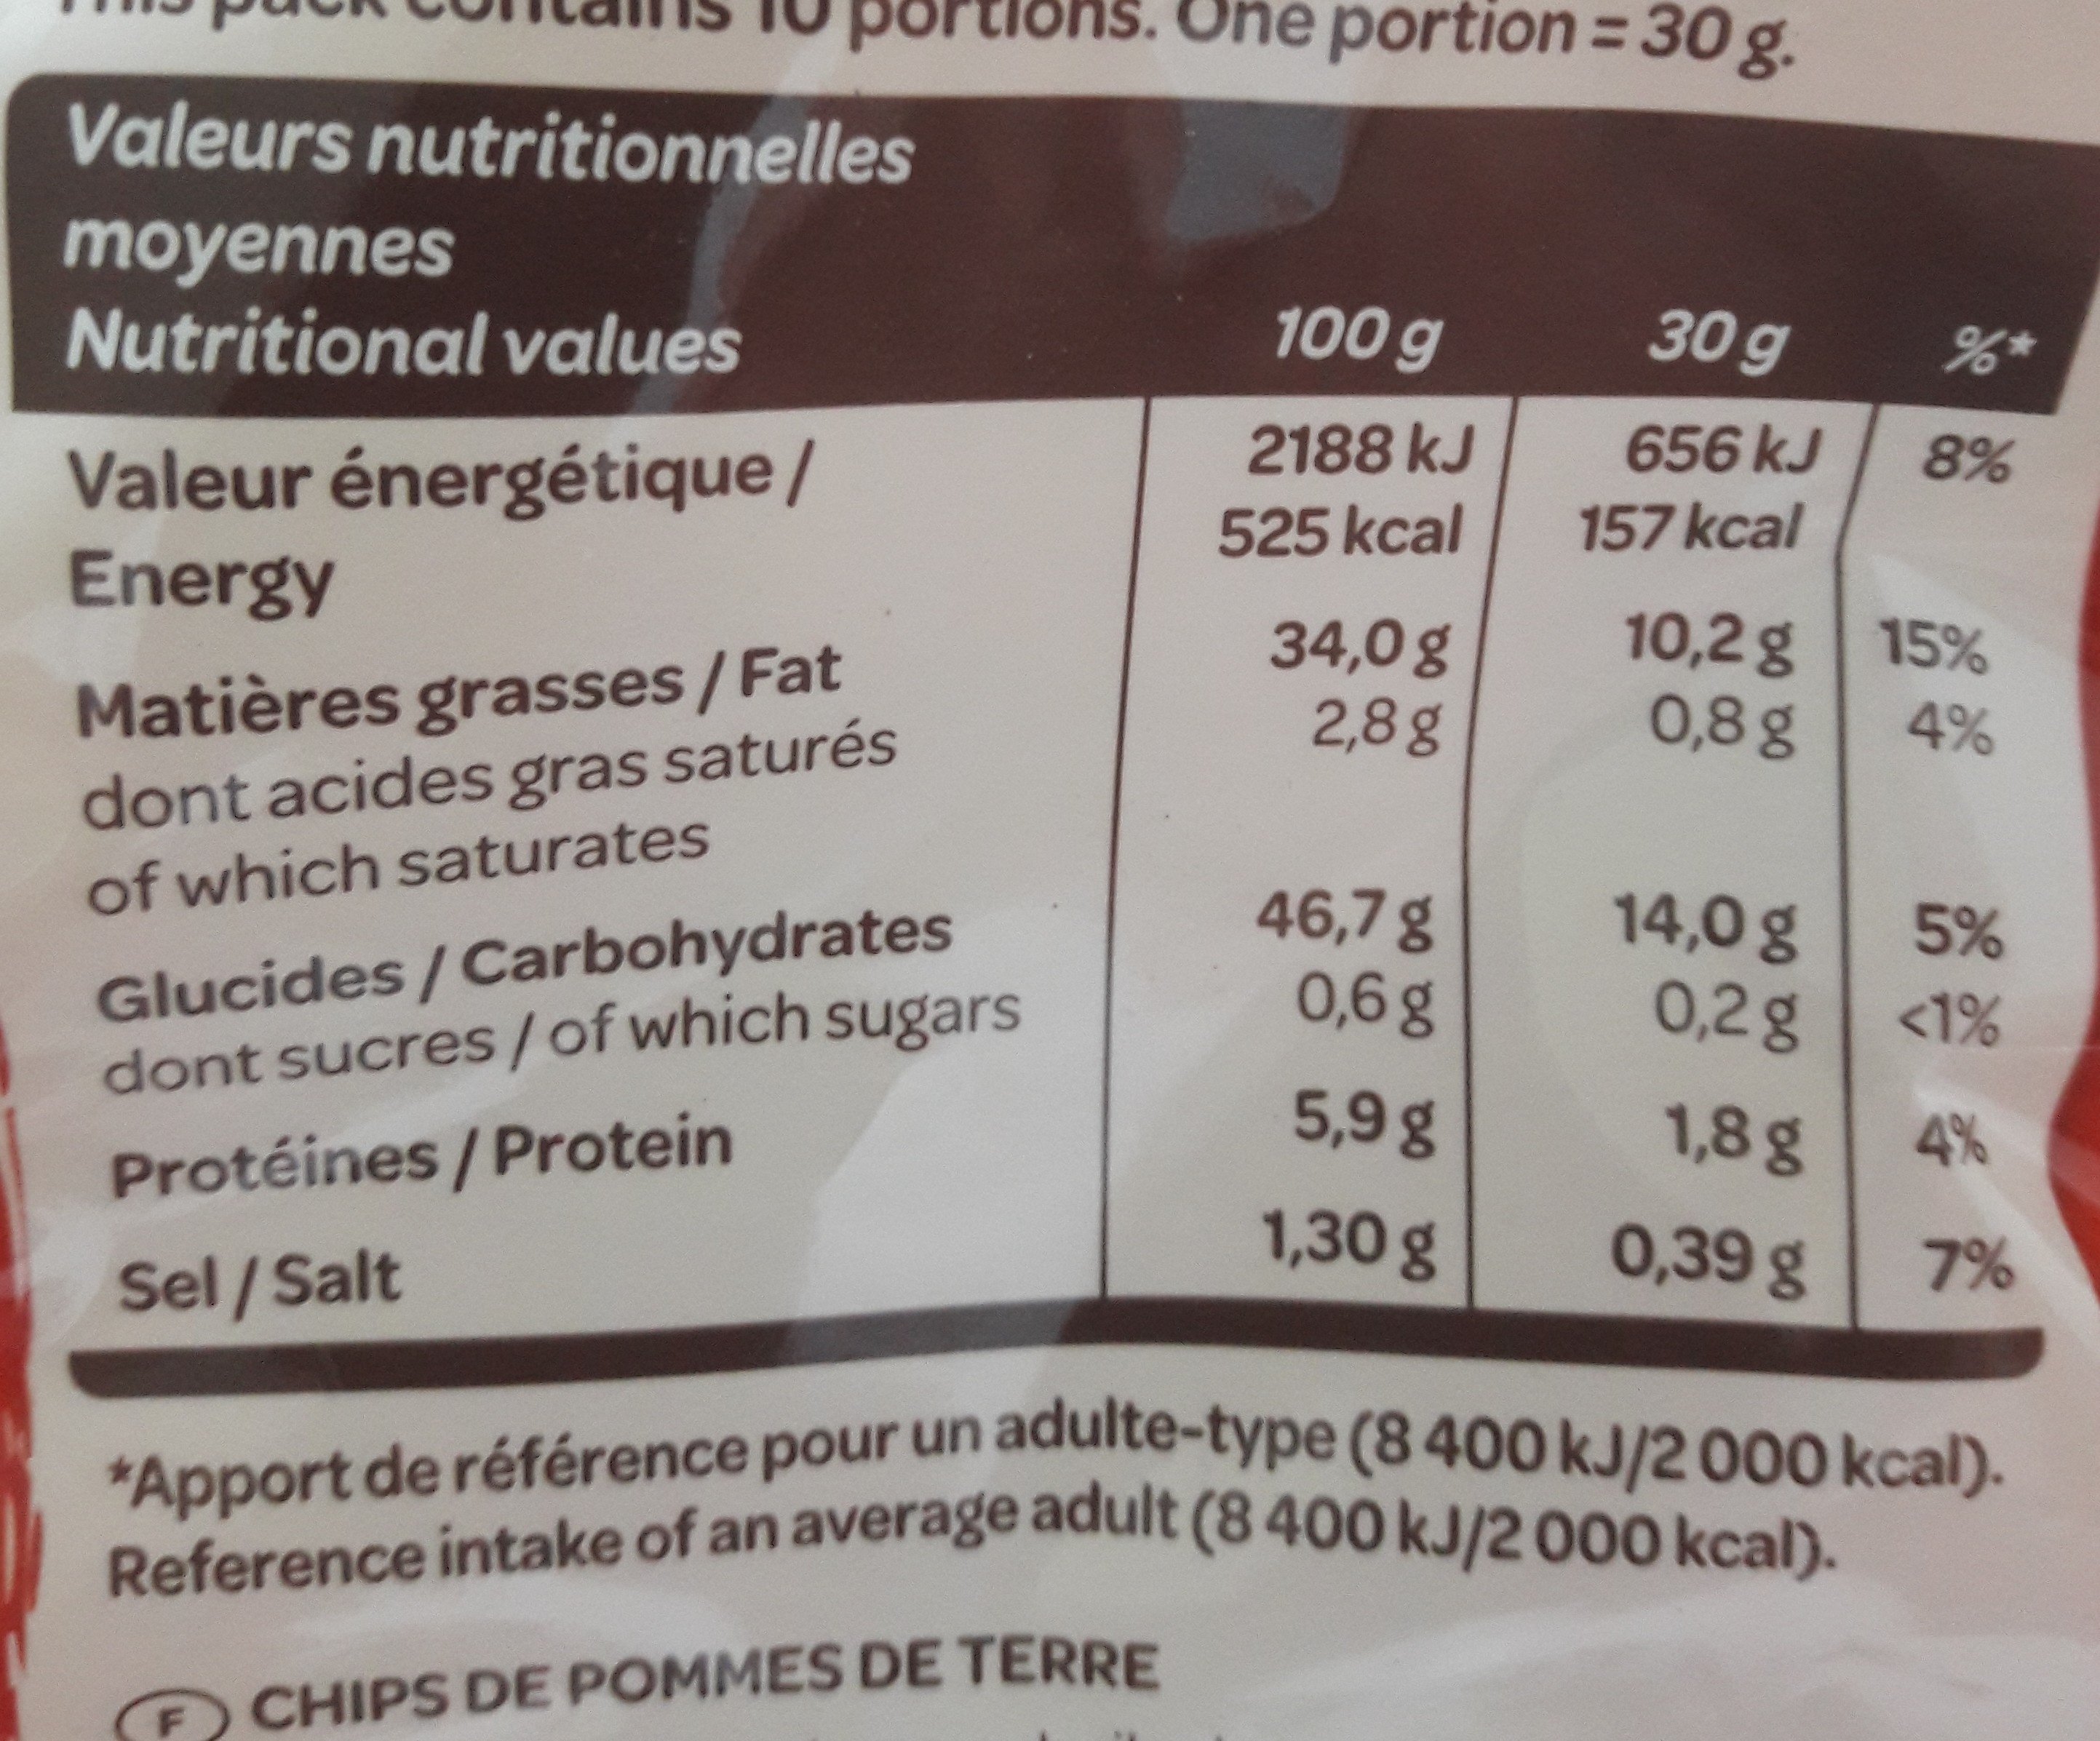 This pack contains 10 portions. One portion = 30 g.
Valeurs nutritionnelles
moyennes
Nutritional values 100 g 30 g %*
Valeur énergétique / 2188 kJ 656 kJ 8%
Energy 525 kcal 157 kcal
Matières grasses / Fat 34,0 g 10,2 g 15%
dont acides gras saturés 2,8 g 0,8 g 4%
of which saturates
Glucides / Carbohydrates 46,7 g 14,0 g 5%
dont sucres / of which sugars 0,6 g 0,2 g <1%
Protéines / Protein 5,9 g 1,8 g 4%
Sel / Salt 1,30 g 0,39 g 7%
*Apport de référence pour un adulte-type (8 400 kJ/2 000 kcal).
Reference intake of an average adult (8 400 kJ/2 000 kcal).
F CHIPS DE POMMES DE TERRE